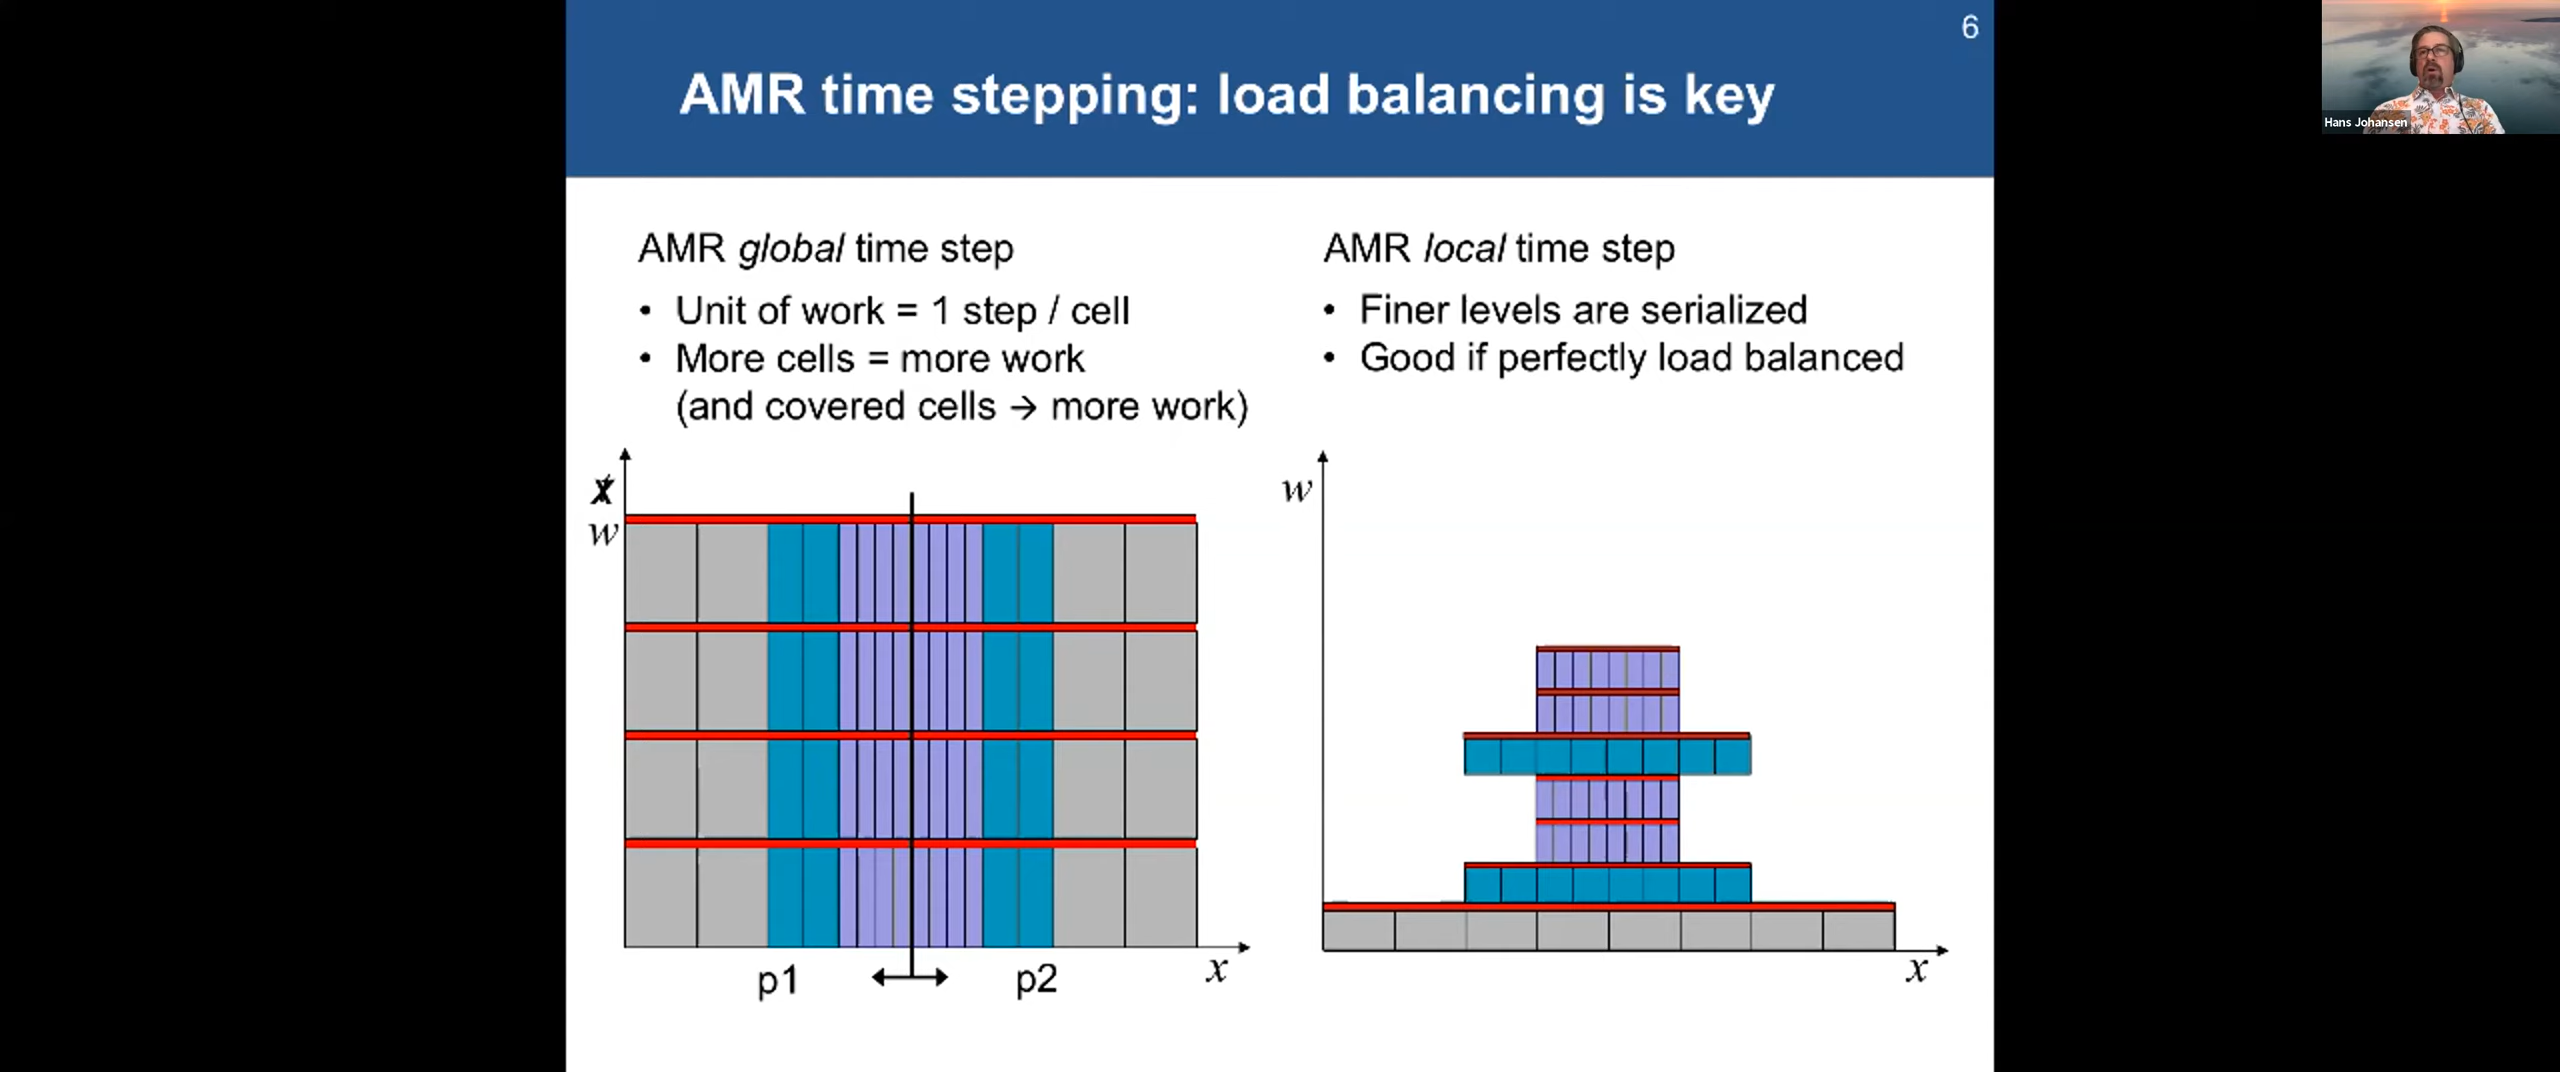 6
Hans Johansen
AMR time stepping: load balancing is key
AMR global time step
• Unit of work = 1 step / cell
• More cells = more work
(and covered cells → more work)
AMR local time step
• Finer levels are serialized
• Good if perfectly load balanced
w
p1
p2
x
w
x